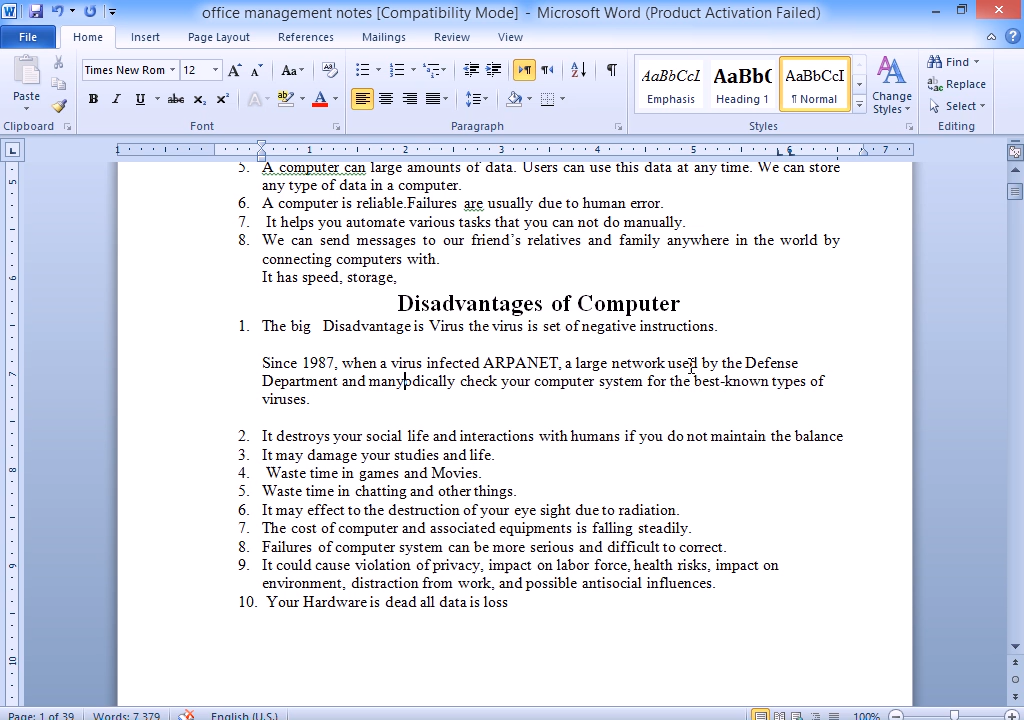 office management notes [Compatibility Mode] - Microsoft Word (Product Activation Failed)
File Home Insert Page Layout References Mailings Review View
Paste
Clipboard
Times New Rom 12
Font
Paragraph
AaBbCcI AaBbC AaBbCcI
Emphasis Heading 1 ¶ Normal
Change Styles
Styles
Find
Replace
Select
Editing
1 1 2 3 4 5 6 7
5. A computer can large amounts of data. Users can use this data at any time. We can store
any type of data in a computer.
6. A computer is reliable.Failures are usually due to human error.
7. It helps you automate various tasks that you can not do manually.
8. We can send messages to our friend’s relatives and family anywhere in the world by
connecting computers with.
It has speed, storage,
Disadvantages of Computer
1. The big Disadvantage is Virus the virus is set of negative instructions.
Since 1987, when a virus infected ARPANET, a large network used by the Defense
Department and manyodically check your computer system for the best-known types of
viruses.
2. It destroys your social life and interactions with humans if you do not maintain the balance
3. It may damage your studies and life.
4. Waste time in games and Movies.
5. Waste time in chatting and other things.
6. It may effect to the destruction of your eye sight due to radiation.
7. The cost of computer and associated equipments is falling steadily.
8. Failures of computer system can be more serious and difficult to correct.
9. It could cause violation of privacy, impact on labor force, health risks, impact on
environment, distraction from work, and possible antisocial influences.
10. Your Hardware is dead all data is loss
Page: 1 of 39 Words: 7,379 English (U.S.) 100%